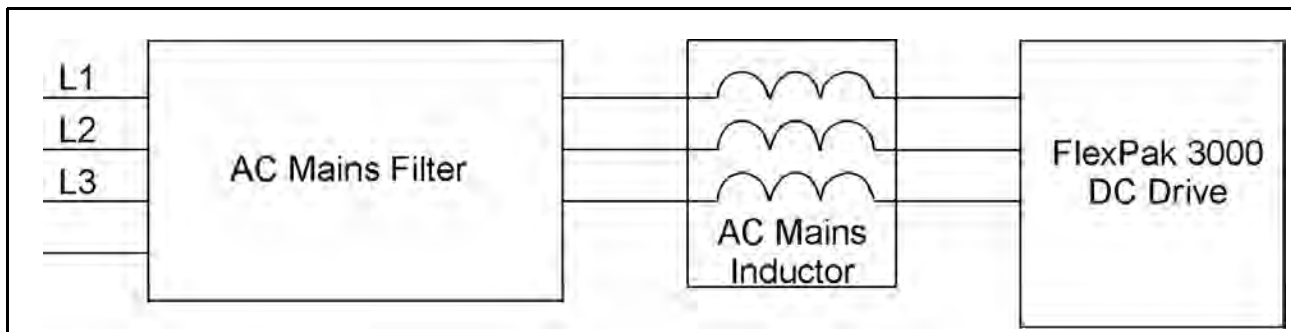 L1
L2
L3
AC Mains Filter
AC Mains
Inductor
FlexPak 3000
DC Drive